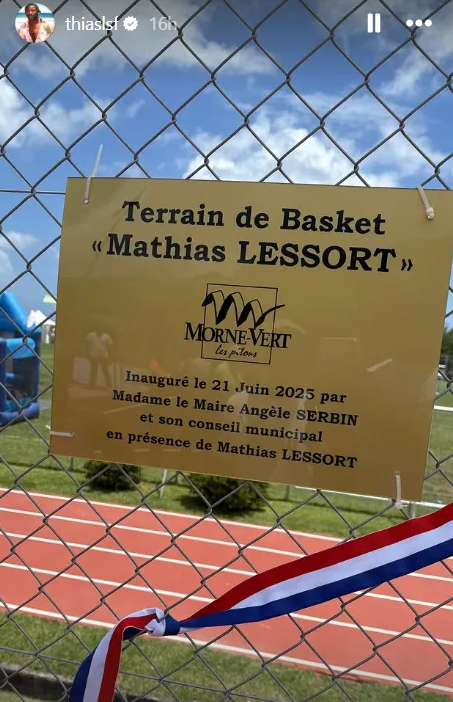 thiaslsf 16h
Terrain de Basket
«Mathias LESSORT»
MORNE-VERT
les pitons
Inauguré le 21 Juin 2025 par
Madame le Maire Angèle SERBIN
et son conseil municipal
en présence de Mathias LESSORT